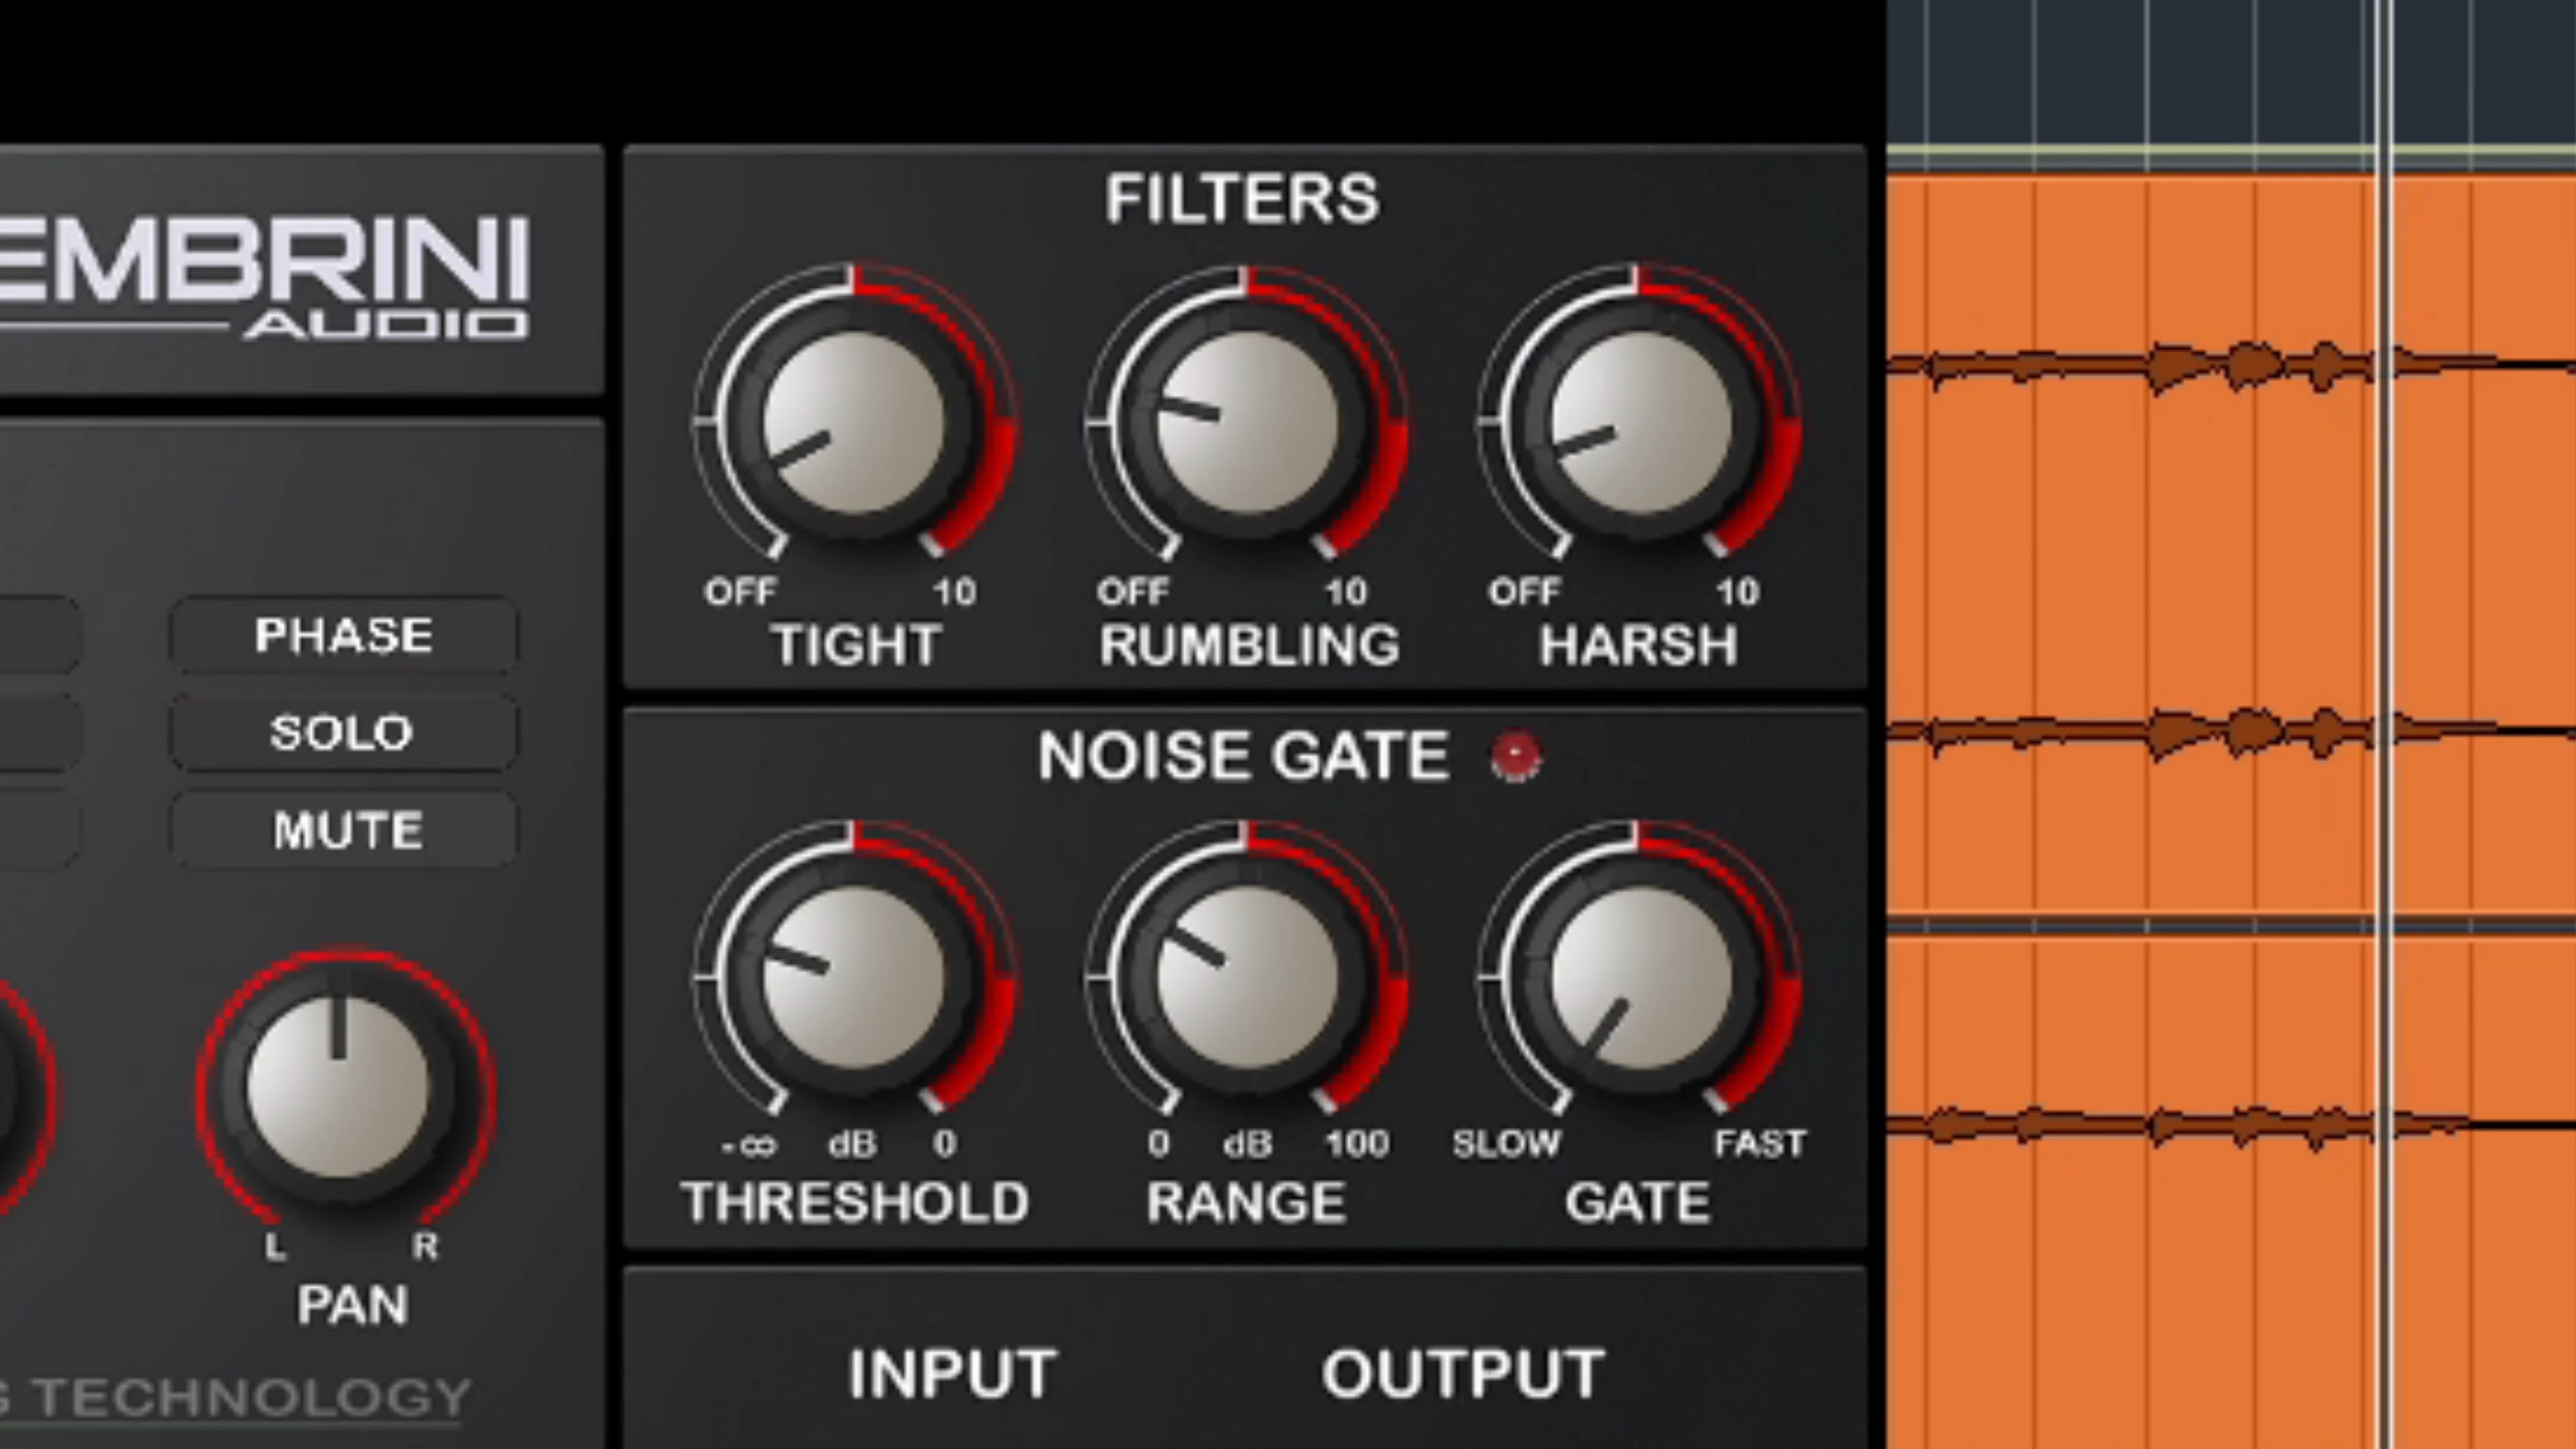 EMBRINI
AUDIO
PHASE
SOLO
MUTE
L R
PAN
G TECHNOLOGY
FILTERS
OFF 10 OFF 10 OFF 10
TIGHT RUMBLING HARSH
NOISE GATE
-∞ dB 0 0 dB 100 SLOW FAST
THRESHOLD RANGE GATE
INPUT OUTPUT